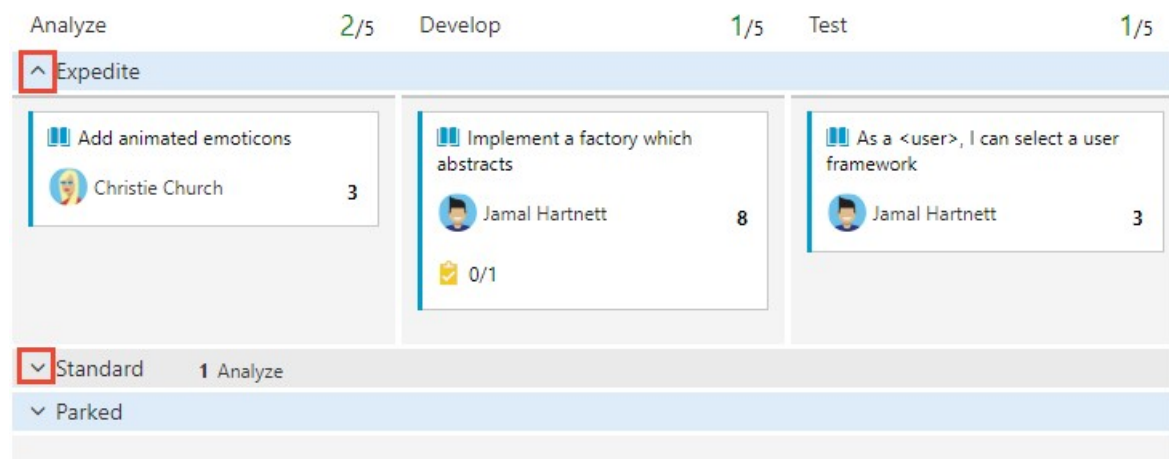 Analyze 2/5 Develop 1/5 Test 1/5
Expedite
Add animated emoticons
Christie Church 3
Implement a factory which
abstracts
Jamal Hartnett 8
0/1
As a <user>, I can select a user
framework
Jamal Hartnett 3
Standard 1 Analyze
Parked